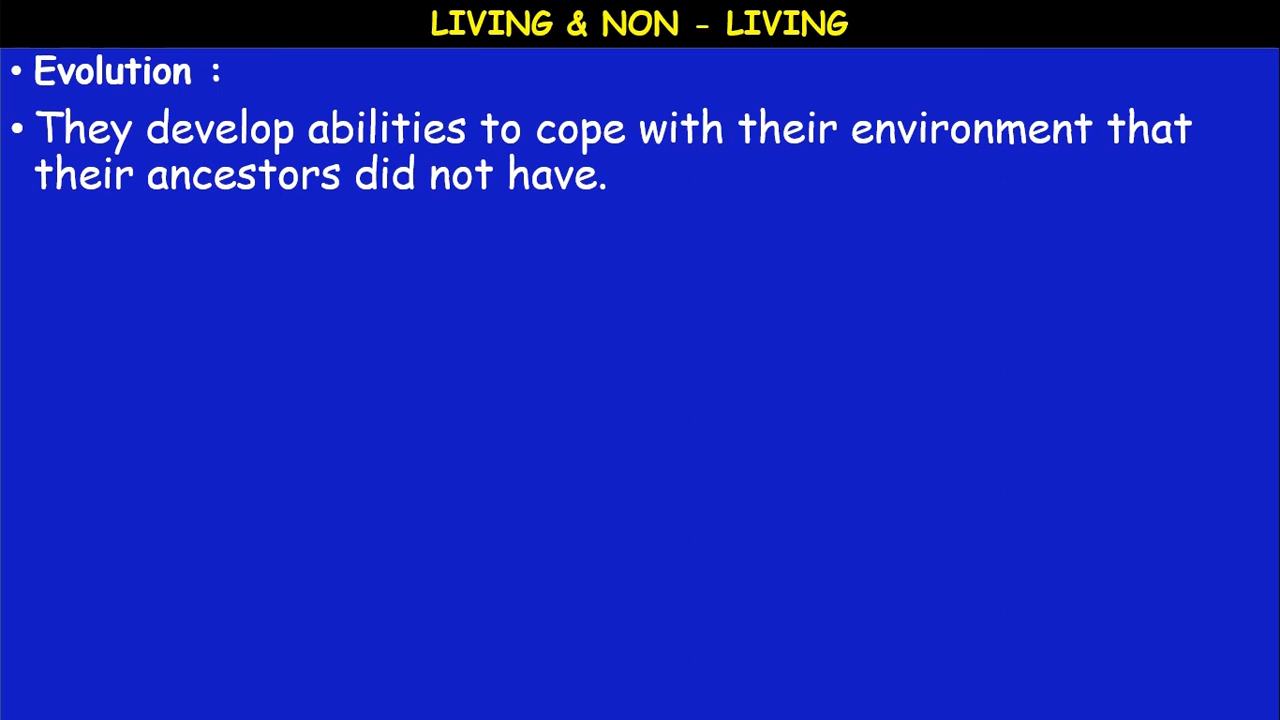 LIVING & NON - LIVING
• Evolution :
• They develop abilities to cope with their environment that
their ancestors did not have.